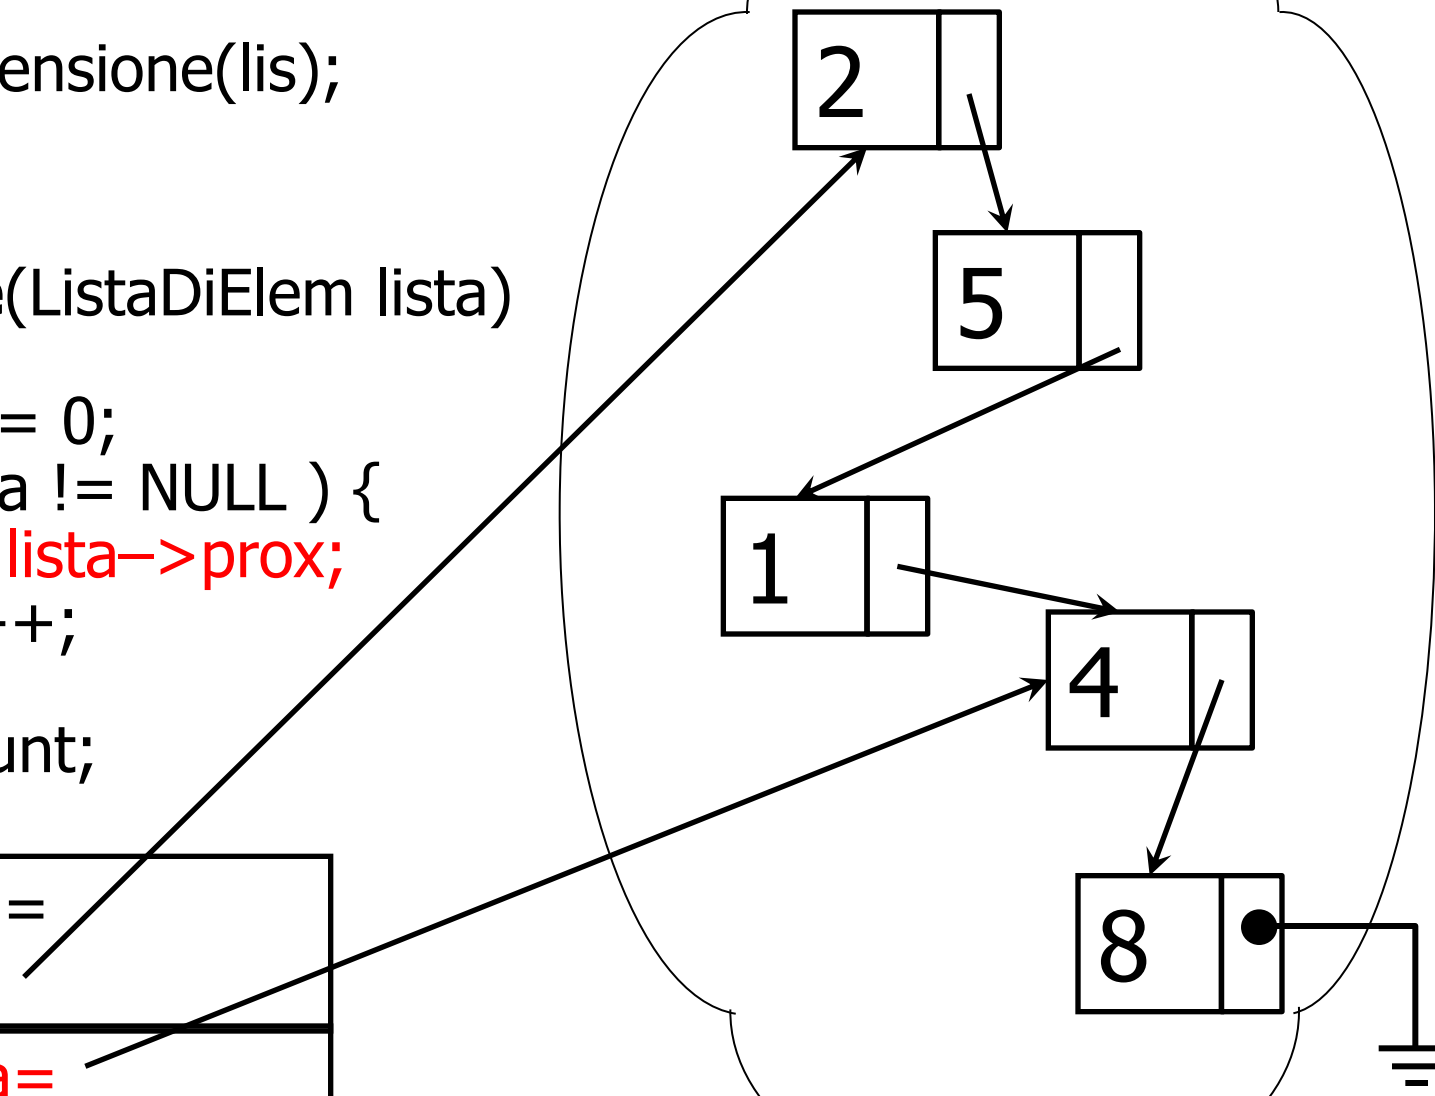 ensione(lis);
e(ListaDiElem lista)
= 0;
a != NULL ) {
lista–>prox;
++;
unt;
=
a=
2
5
1
4
8